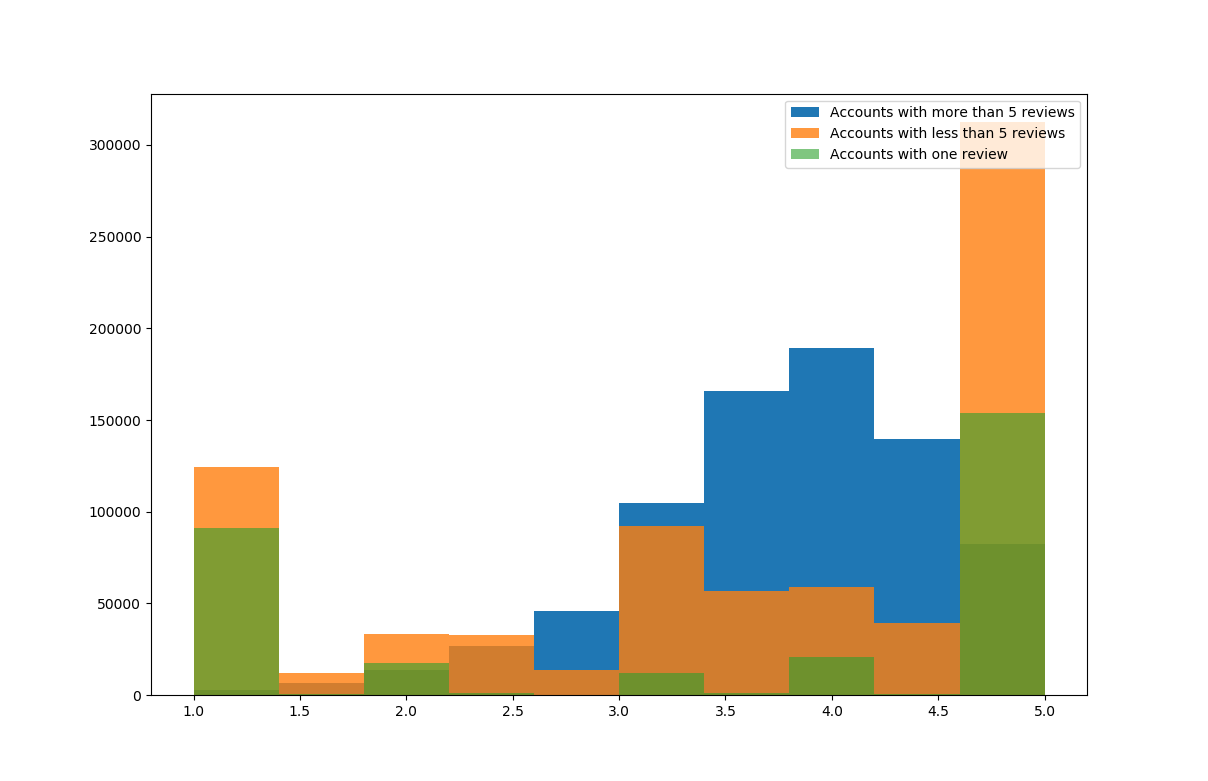 Accounts with more than 5 reviews
Accounts with less than 5 reviews
Accounts with one review
300000
250000
200000
150000
100000
50000
0
1.0 1.5 2.0 2.5 3.0 3.5 4.0 4.5 5.0